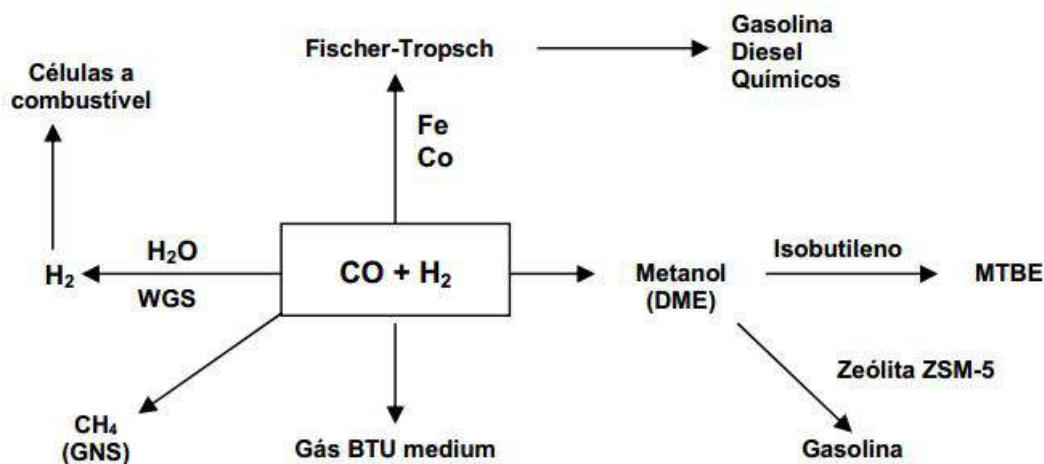 Gasolina
Diesel
Químicos
Fischer-Tropsch
Células a
combustível
Fe
Co
H₂O
H₂
WGS
CO + H₂
Metanol
(DME)
Isobutileno
MTBE
Zeólita ZSM-5
CH₄
(GNS)
Gás BTU medium
Gasolina